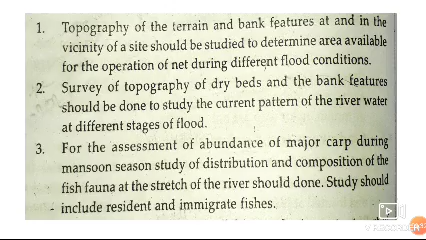 1. Topography of the terrain and bank features at and in the
vicinity of a site should be studied to determine area available
for the operation of net during different flood conditions.
2. Survey of topography of dry beds and the bank features
should be done to study the current pattern of the river water
at different stages of flood.
3. For the assessment of abundance of major carp during
mansoon season study of distribution and composition of the
fish fauna at the stretch of the river should done. Study should
include resident and immigrate fishes.